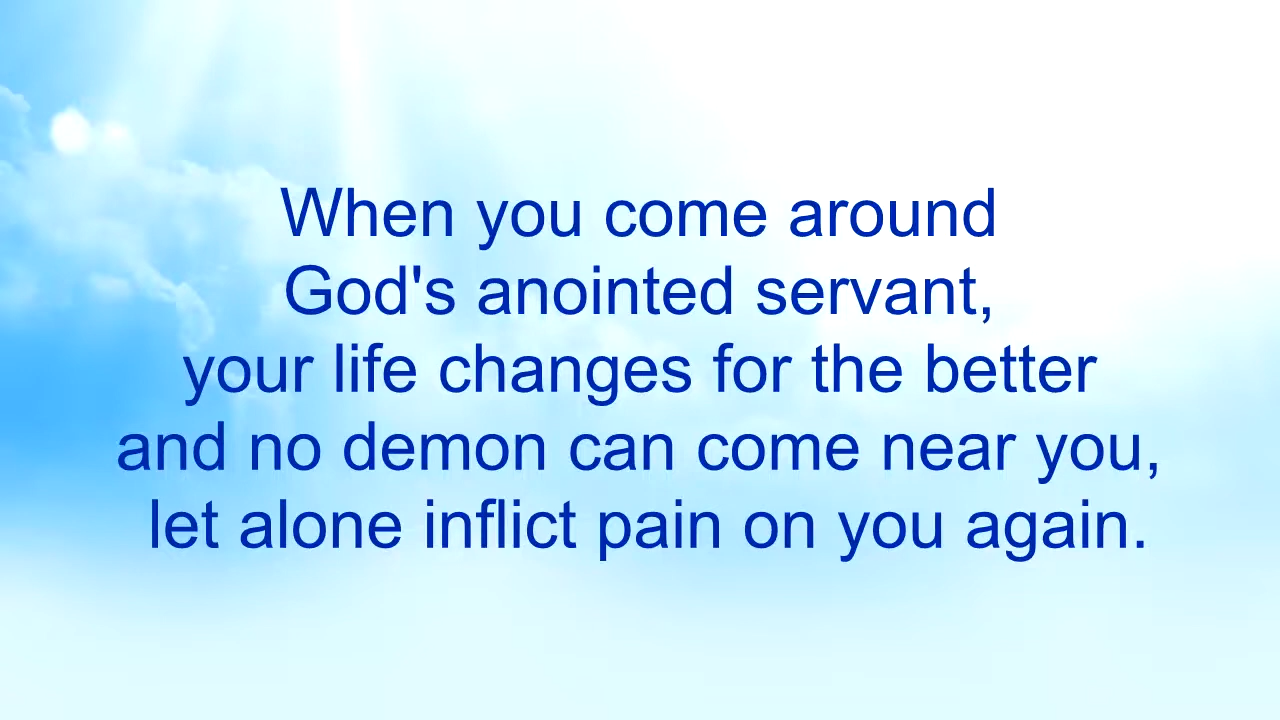 When you come around
God's anointed servant,
your life changes for the better
and no demon can come near you,
let alone inflict pain on you again.